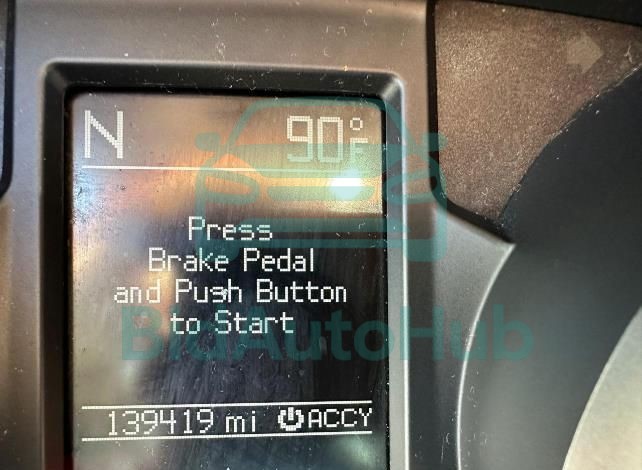 N 90°F
Press
Brake Pedal
and Push Button
to Start
BidAutoHub
139419 mi ACCY